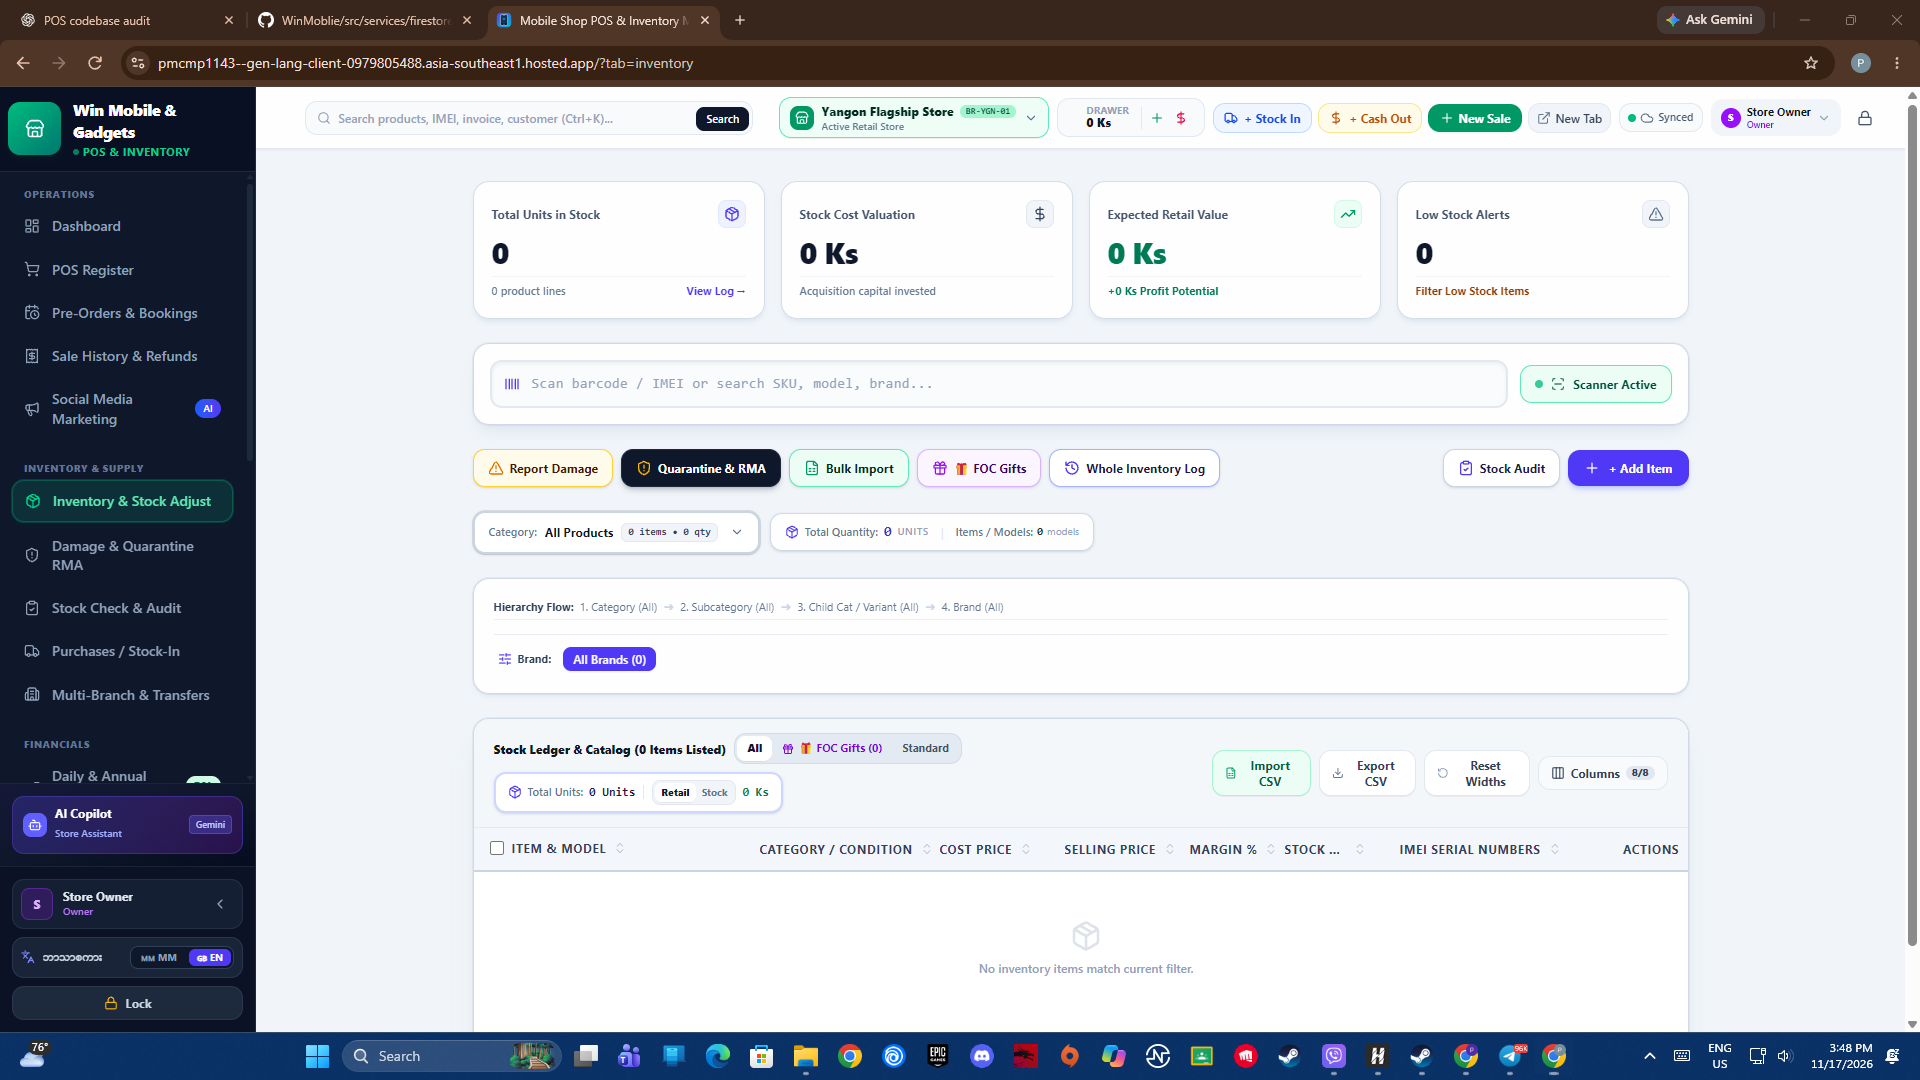 POS codebase audit
WinMoblie/src/services/firestor
Mobile Shop POS & Inventory M
Ask Gemini
pmcmp1143--gen-lang-client-0979805488.asia-southeast1.hosted.app/?tab=inventory
P
Win Mobile & Gadgets
POS & INVENTORY
Search products, IMEI, invoice, customer (Ctrl+K)...
Search
Yangon Flagship Store BR-YGN-01
Active Retail Store
DRAWER
0 Ks
+ Stock In
+ Cash Out
New Sale
New Tab
Synced
S
Store Owner
Owner
OPERATIONS
Dashboard
POS Register
Pre-Orders & Bookings
Sale History & Refunds
Social Media Marketing AI
INVENTORY & SUPPLY
Inventory & Stock Adjust
Damage & Quarantine RMA
Stock Check & Audit
Purchases / Stock-In
Multi-Branch & Transfers
FINANCIALS
Daily & Annual
AI Copilot
Store Assistant
Gemini
S
Store Owner
Owner
ဘာသာစကား
MM MM
GB EN
Lock
Total Units in Stock
0
0 product lines
View Log→
Stock Cost Valuation
0 Ks
Acquisition capital invested
Expected Retail Value
0 Ks
+0 Ks Profit Potential
Low Stock Alerts
0
Filter Low Stock Items
Scan barcode / IMEI or search SKU, model, brand...
Scanner Active
Report Damage
Quarantine & RMA
Bulk Import
FOC Gifts
Whole Inventory Log
Stock Audit
+ Add Item
Category: All Products 0 items • 0 qty
Total Quantity: 0 UNITS
Items / Models: 0 models
Hierarchy Flow: 1. Category (All) → 2. Subcategory (All) → 3. Child Cat / Variant (All) → 4. Brand (All)
Brand: All Brands (0)
Stock Ledger & Catalog (0 Items Listed)
All
FOC Gifts (0)
Standard
Total Units: 0 Units
Retail
Stock
0 Ks
Import CSV
Export CSV
Reset Widths
Columns 8/8
ITEM & MODEL
CATEGORY / CONDITION
COST PRICE
SELLING PRICE
MARGIN %
STOCK ...
IMEI SERIAL NUMBERS
ACTIONS
No inventory items match current filter.
76°
Search
EPIC GAMES
96K
ENG
US
3:48 PM
11/17/2026